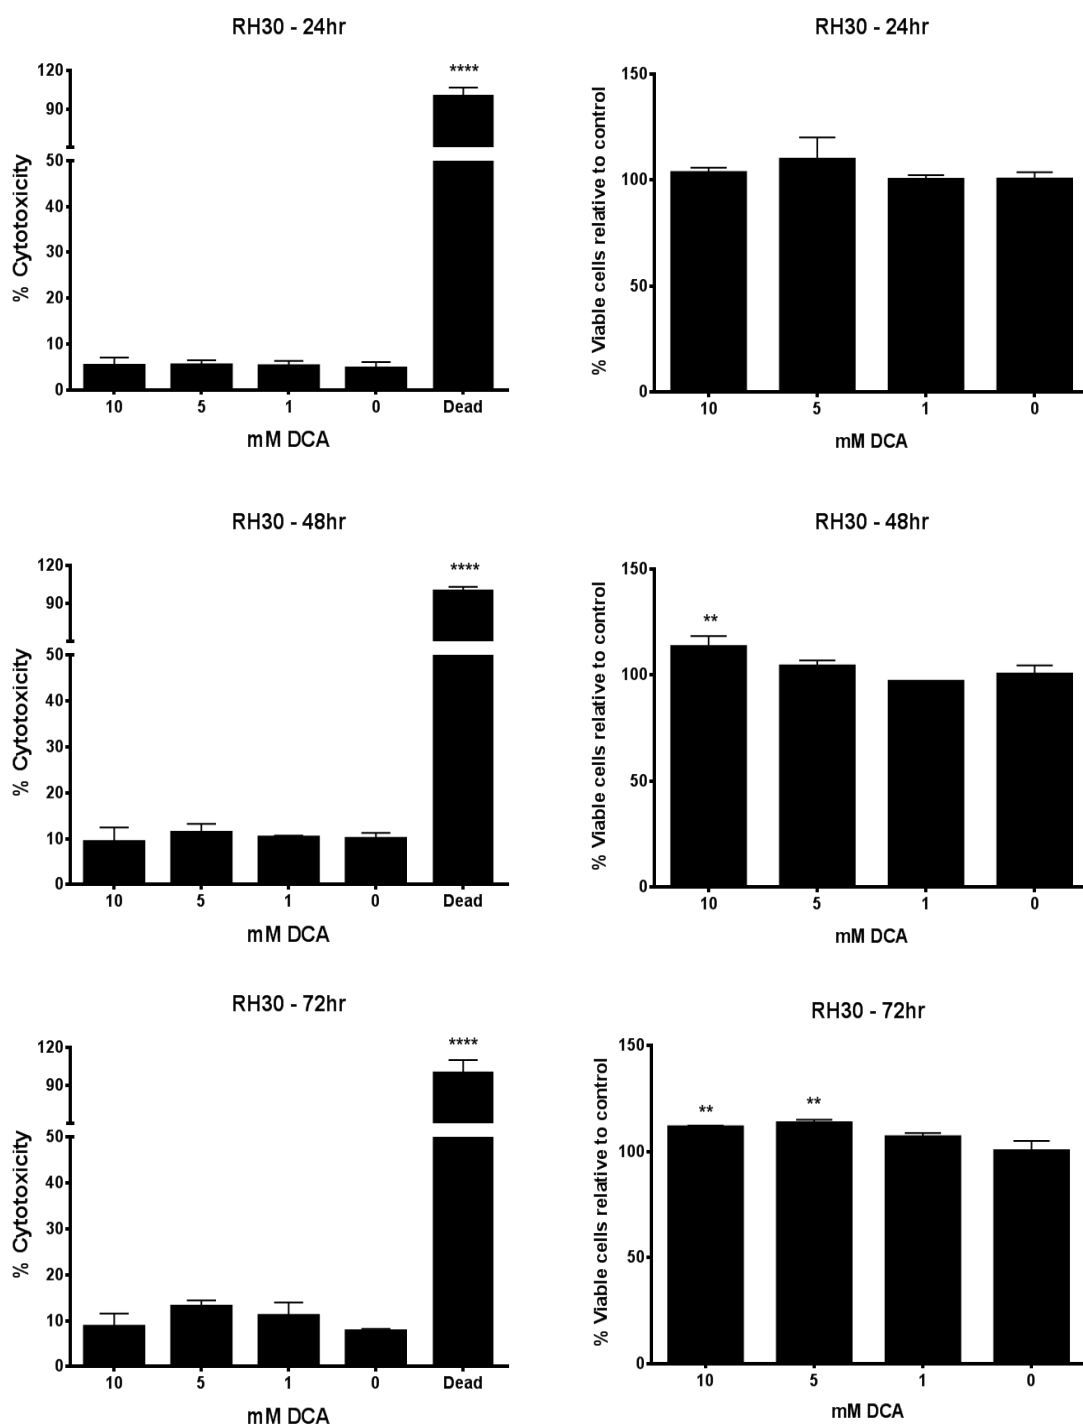 RH30 - 24hr
% Cytotoxicity
120
90
50
40
30
20
10
0
****
10 5 1 0 Dead
mM DCA
RH30 - 24hr
% Viable cells relative to control
150
100
50
0
10 5 1 0
mM DCA
RH30 - 48hr
% Cytotoxicity
120
90
50
40
30
20
10
0
****
10 5 1 0 Dead
mM DCA
RH30 - 48hr
% Viable cells relative to control
150
100
50
0
**
10 5 1 0
mM DCA
RH30 - 72hr
% Cytotoxicity
120
90
50
40
30
20
10
0
****
10 5 1 0 Dead
mM DCA
RH30 - 72hr
% Viable cells relative to control
150
100
50
0
** **
10 5 1 0
mM DCA